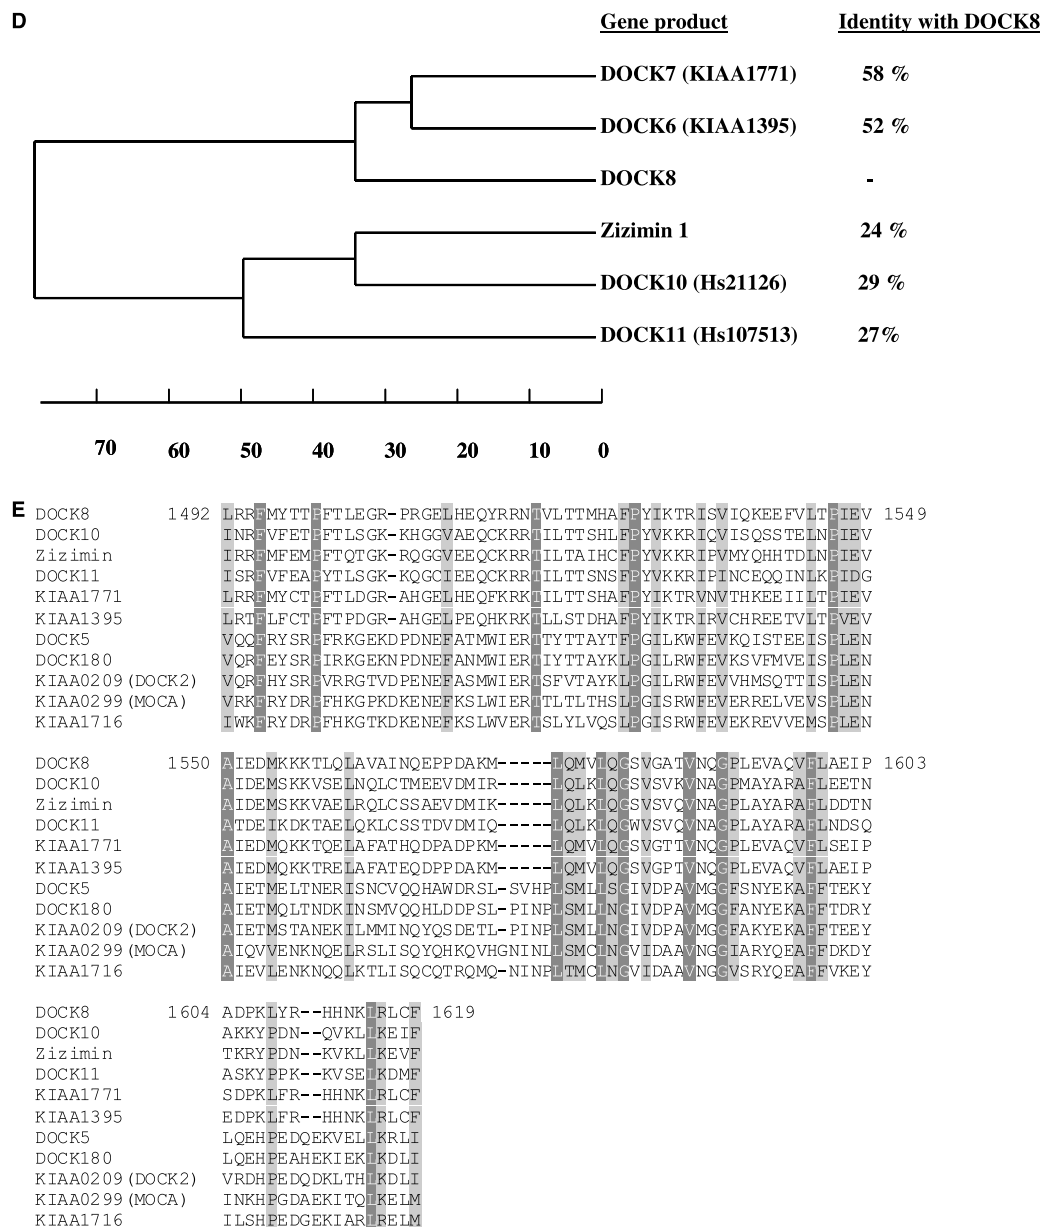 D Gene product Identity with DOCK8
DOCK7 (KIAA1771) 58 %
DOCK6 (KIAA1395) 52 %
DOCK8 -
Zizimin 1 24 %
DOCK10 (Hs21126) 29 %
DOCK11 (Hs107513) 27%
70 60 50 40 30 20 10 0
E DOCK8 1492 LRRFMYTTPFTLEGR-PRGELHEQYRRNTVLTTMHAFPYIKTRISVIQKEEFVLTPIEV 1549
DOCK10 INRFVFETPFTLSGK-KHGGVAEQCKRRTILTTSHLFPYVKKRIQVISQSSTELNPIEV
Zizimin IRRFMFEMPFTQTGK-RQGGVEEQCKRRTILTAIHCFPYVKKRIPVMYQHHTDLNPIEV
DOCK11 ISRFVFEAPYTLSGK-KQGCIEEQCKRRTILTTSNSFPYVKKRIPINCEQQINLKPIDG
KIAA1771 LRRFMYCTPFTLDGR-AHGELHEQFKRKTILTTSHAFPYIKTRVNVTHKEEIILTPIEV
KIAA1395 LRTFLFCTPFTPDGR-AHGELPEQHKRKTLLSTDHAFPYIKTRIRVCHREETVLTPVEV
DOCK5 VQQFRYSRPFRKGEKDPDNEFATMWIERTTYTTAYTFPGILKWFEVKQISTEEISPLEN
DOCK180 VQRFEYSRPIRKGEKNPDNEFANMWIERTIYTTAYKLPGILRWFEVKSVFMVEISPLEN
KIAA0209(DOCK2) VQRFHYSRPVRRGTVDPENEFASMWIERTSFVTAYKLPGILRWFEVVHMSQTTISPLEN
KIAA0299(MOCA) VRKFRYDRPFHKGPKDKENEFKSLWIERTTLTLTHSLPGISRWFEVERRELVEVSPLEN
KIAA1716 IWKFRYDRPFHKGTKDKENEFKSLWVERTSLYLVQSLPGISRWFEVEKREVVEMSPLEN
DOCK8 1550 AIEDMKKKTLQLAVAINQEPPDAKM-----LQMVLQGSVGATVNQGPLEVAQVFLAEIP 1603
DOCK10 AIDEMSKKVSELNQLCTMEEVDMIR-----LQLKLQGSVSVKVNAGPMAYARAFLEETN
Zizimin AIDEMSKKVAELRQLCSSAEVDMIK-----LQLKLQGSVSVQVNAGPLAYARAFLDDTN
DOCK11 ATDEIKDKTAELQKLCSSTDVDMIQ-----LQLKLQGWVSVQVNAGPLAYARAFLNDSQ
KIAA1771 AIEDMQKKTQELAFATHQDPADPKM-----LQMVLQGSVGTTVNQGPLEVAQVFLSEIP
KIAA1395 AIEDMQKKTRELAFATEQDPPDAKM-----LQMVLQGSVGPTVNQGPLEVAQVFLAEIP
DOCK5 AIETMELTNERISNCVQQHAWDRSL-SVHPLSMLLSGIVDPAVMGGFSNYEKAFFTEKY
DOCK180 AIETMQLTNDKINSMVQQHLDDPSL-PINPLSMLLNGIVDPAVMGGFANYEKAFFTDRY
KIAA0209(DOCK2) AIETMSTANEKILMMINQYQSDETL-PINPLSMLLNGIVDPAVMGGFAKYEKAFFTEEY
KIAA0299(MOCA) AIQVVENKNQELRSLISQYQHKQVHGNINLLSMCLNGVIDAAVNGGIARYQEAFFDKDY
KIAA1716 AIEVLENKNQQLKTLISQCQTRQMQ-NINPLTMCLNGVIDAAVNGGVSRYQEAFFVKEY
DOCK8 1604 ADPKLYR--HHNKLRLCF 1619
DOCK10 AKKYPDN--QVKLLKEIF
Zizimin TKRYPDN--KVKLLKEVF
DOCK11 ASKYPPK--KVSELKDMF
KIAA1771 SDPKLFR--HHNKLRLCF
KIAA1395 EDPKLFR--HHNKLRLCF
DOCK5 LQEHPEDQEKVELLKRLI
DOCK180 LQEHPEAHEKIEKLKDLI
KIAA0209(DOCK2) VRDHPEDQDKLTHLKDLI
KIAA0299(MOCA) INKHPGDAEKITQLKELM
KIAA1716 ILSHPEDGEKIARLRELM